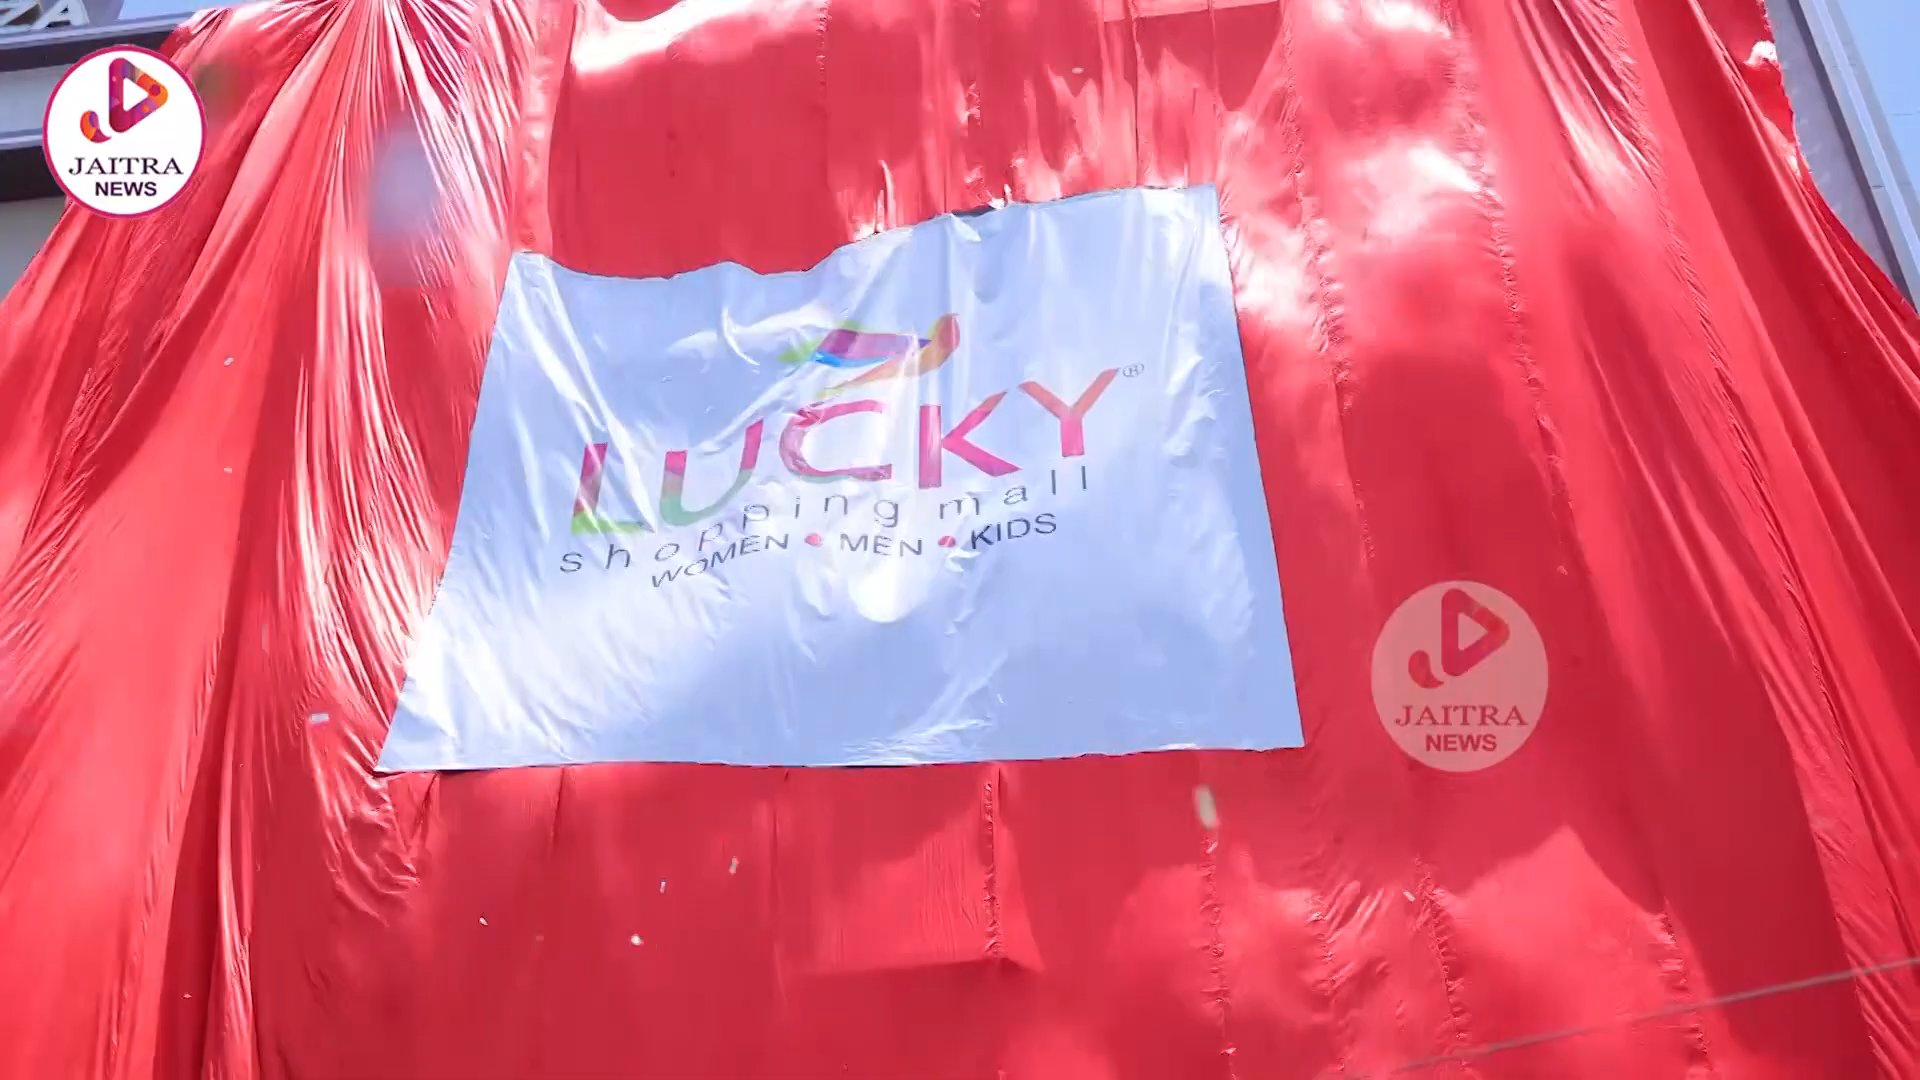 JAITRA
NEWS
LUCKY®
shopping mall
WOMEN • MEN • KIDS
JAITRA
NEWS